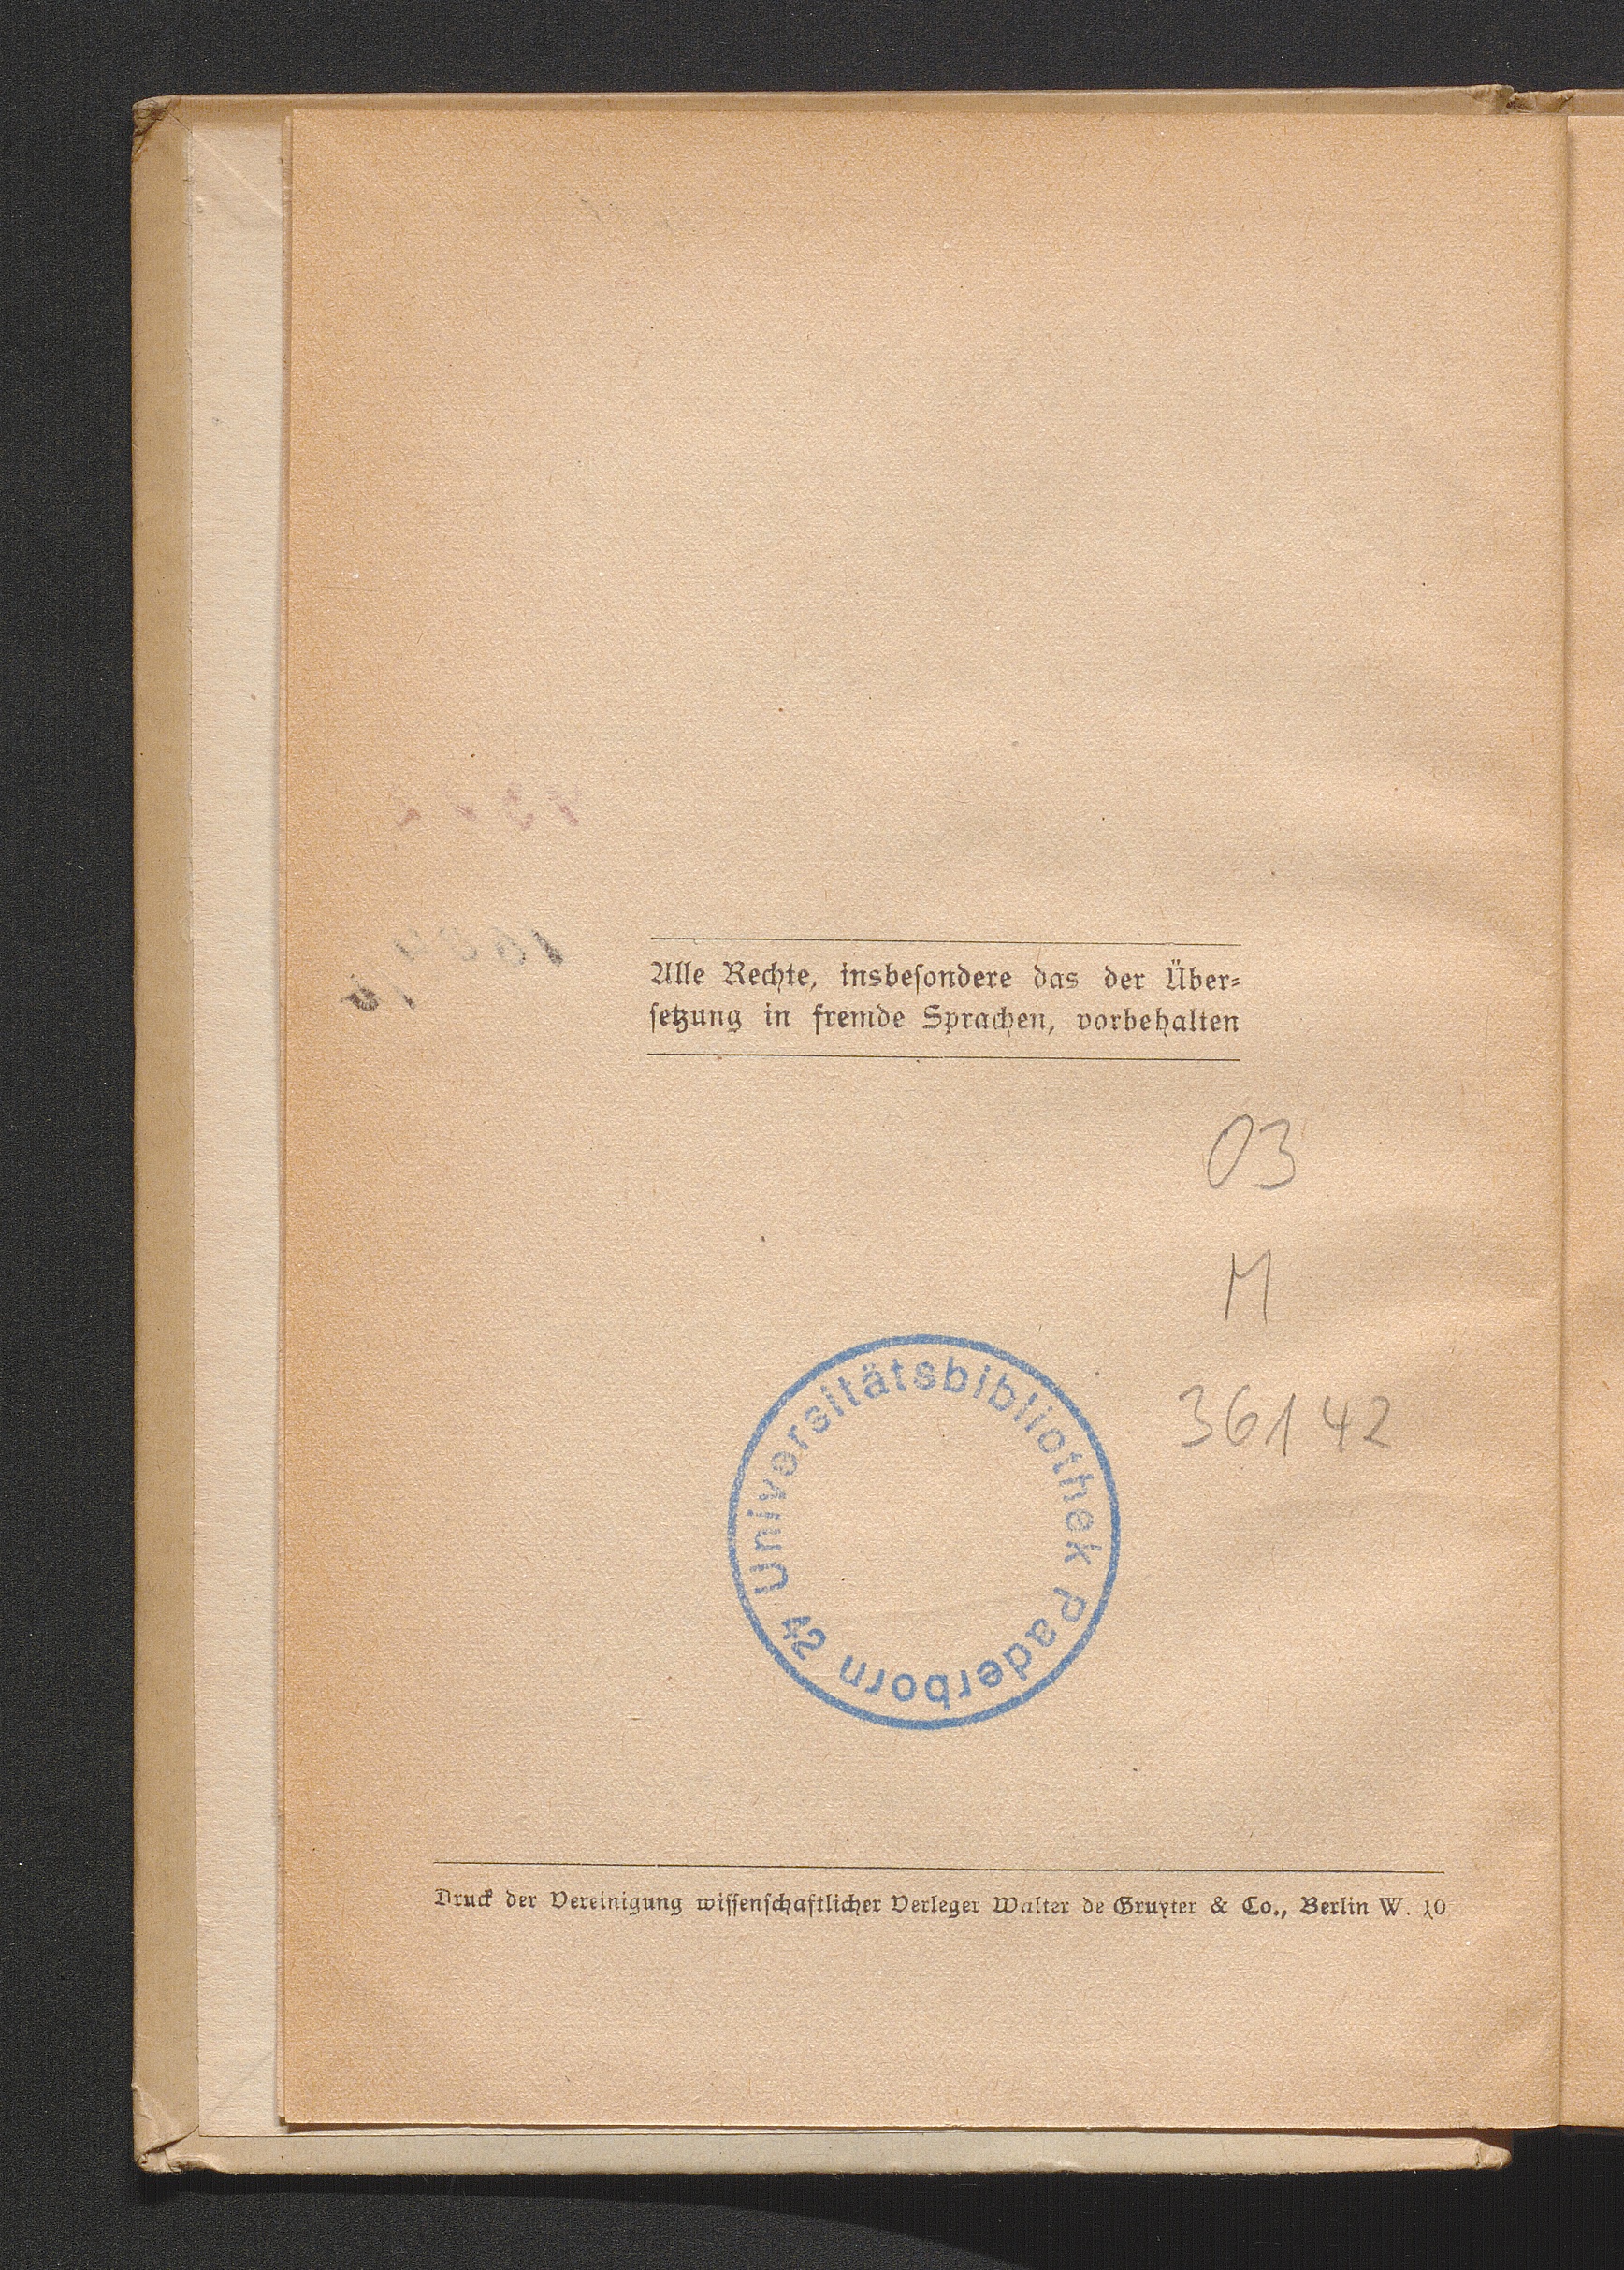 Alle Rechte, insbesondere das der Über-
setzung in fremde Sprachen, vorbehalten
03
M
36142
Universitätsbibliothek Paderborn 42
Druck der Vereinigung wissenschaftlicher Verleger Walter de Gruyter & Co., Berlin W. 10